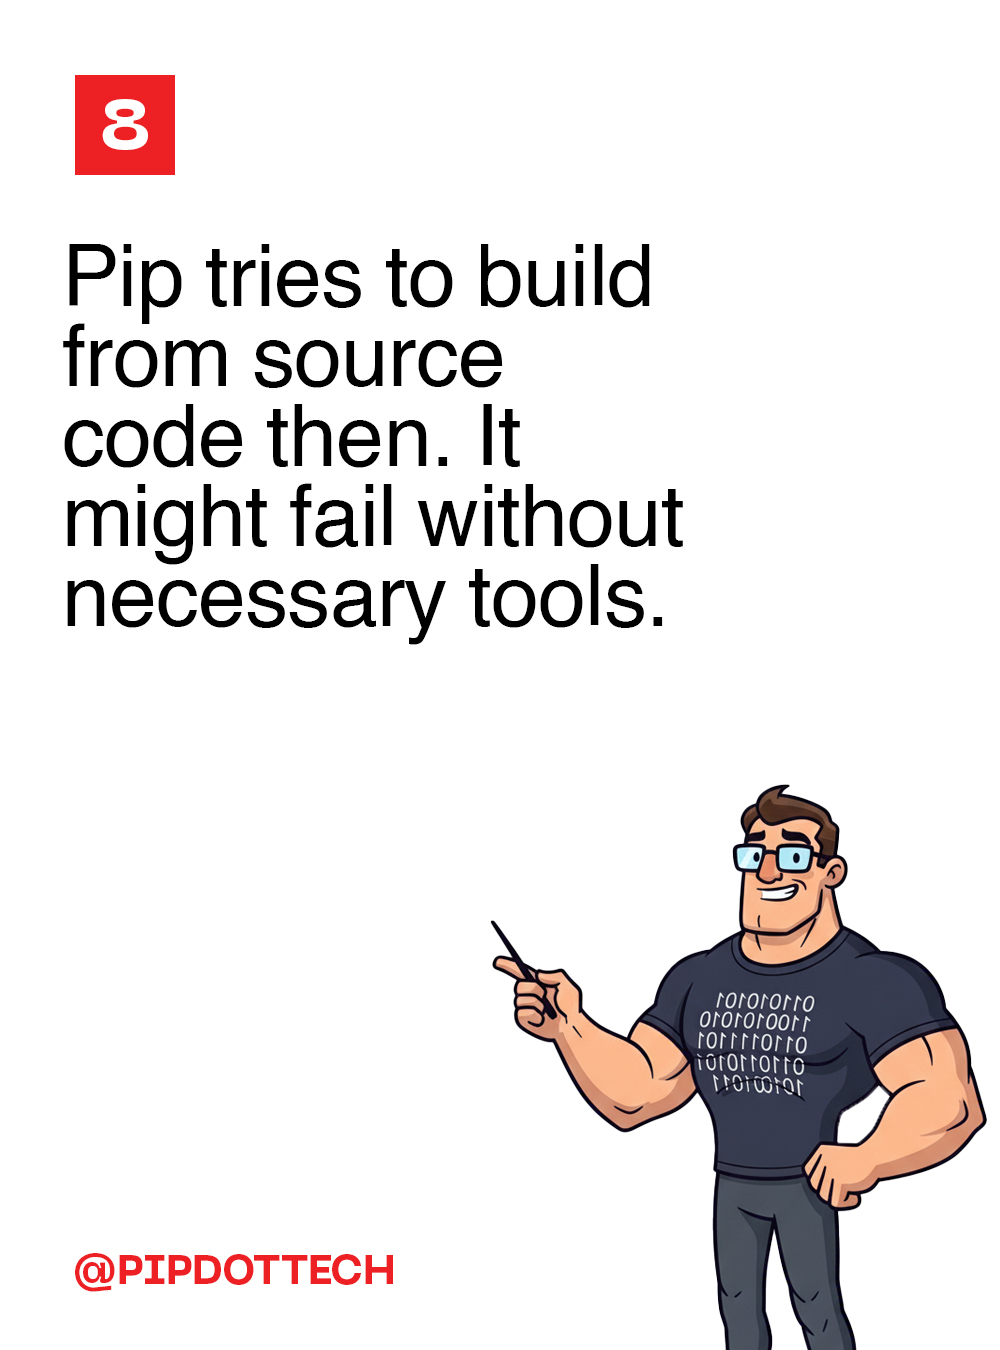 8
Pip tries to build
from source
code then. It
might fail without
necessary tools.
@PIPDOTTECH